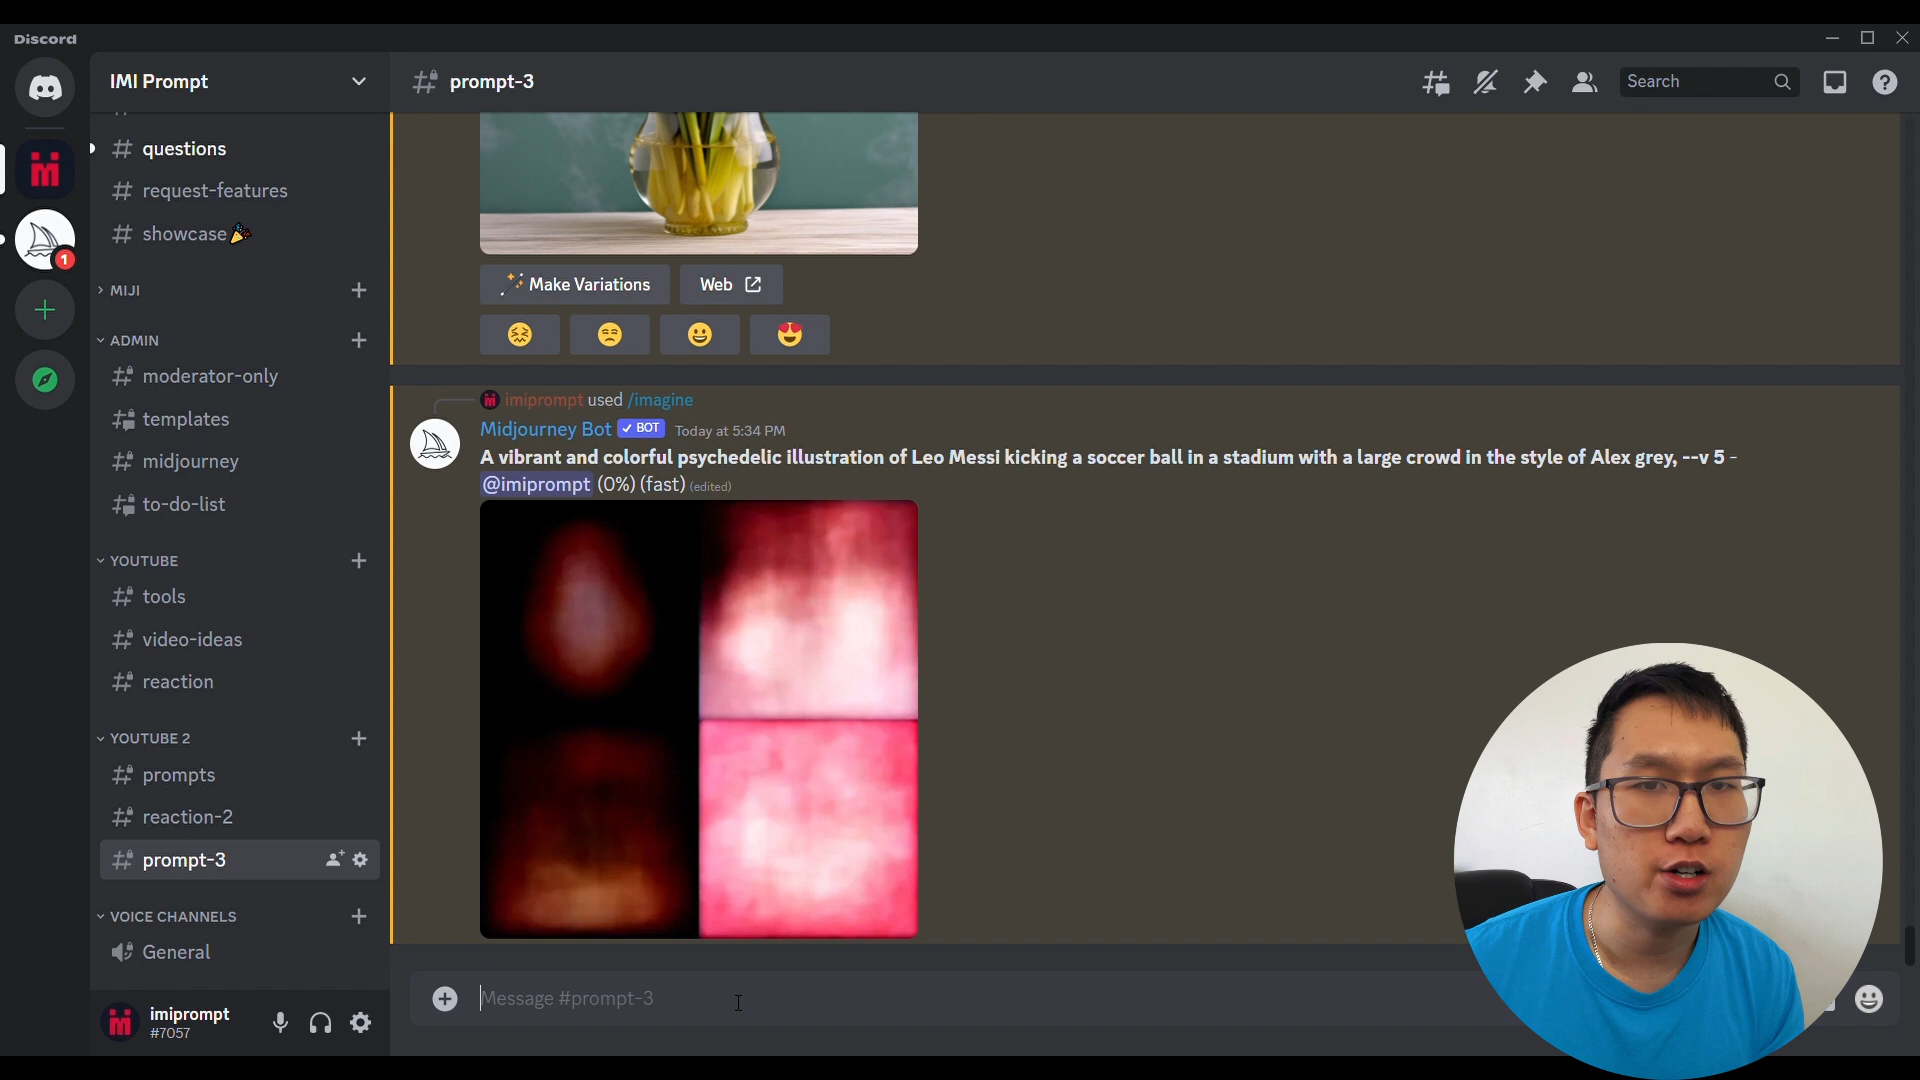 Discord
IMI Prompt
prompt-3
Search
questions
request-features
showcase🎉
MIJI
ADMIN
moderator-only
templates
midjourney
to-do-list
YOUTUBE
tools
video-ideas
reaction
YOUTUBE 2
prompts
reaction-2
prompt-3
VOICE CHANNELS
General
imiprompt
#7057
1
Make Variations
Web
imiprompt used /imagine
Midjourney Bot ✓ BOT Today at 5:34 PM
A vibrant and colorful psychedelic illustration of Leo Messi kicking a soccer ball in a stadium with a large crowd in the style of Alex grey, --v 5 -
@imiprompt (0%) (fast) (edited)
Message #prompt-3